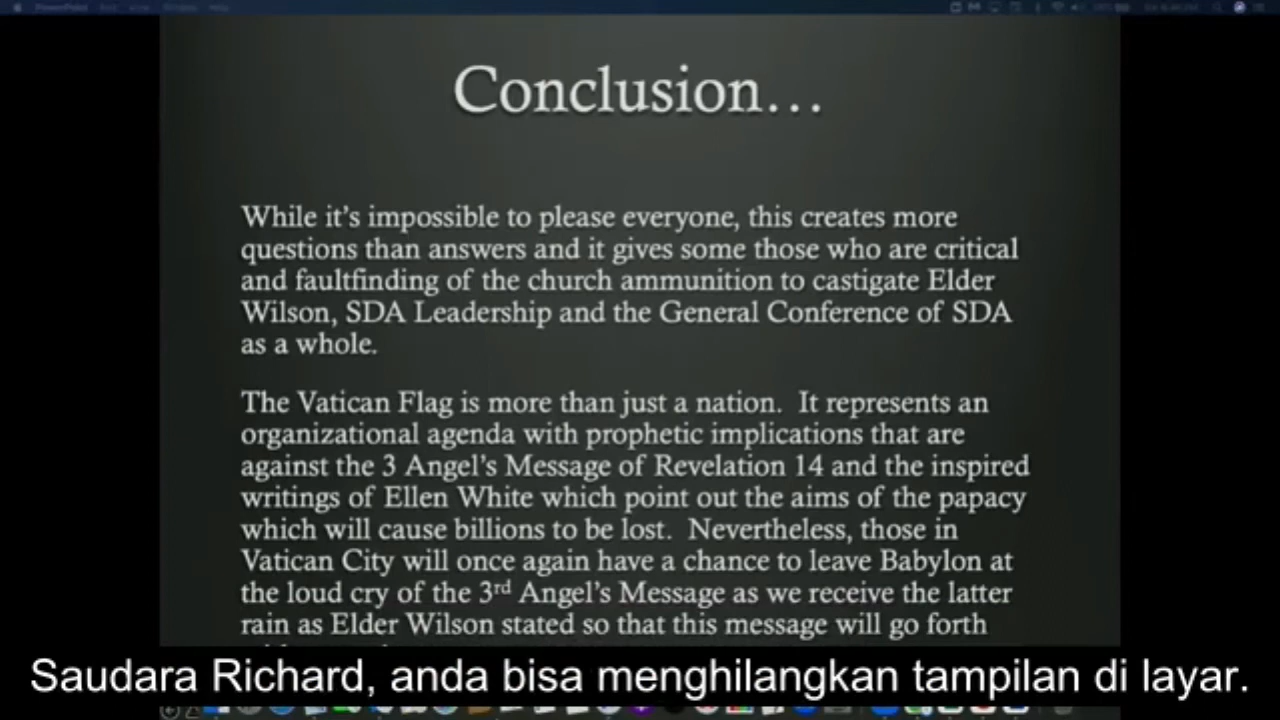 PowerPoint
Conclusion...
While it's impossible to please everyone, this creates more
questions than answers and it gives some those who are critical
and faultfinding of the church ammunition to castigate Elder
Wilson, SDA Leadership and the General Conference of SDA
as a whole.
The Vatican Flag is more than just a nation.  It represents an
organizational agenda with prophetic implications that are
against the 3 Angel's Message of Revelation 14 and the inspired
writings of Ellen White which point out the aims of the papacy
which will cause billions to be lost.  Nevertheless, those in
Vatican City will once again have a chance to leave Babylon at
the loud cry of the 3rd Angel's Message as we receive the latter
rain as Elder Wilson stated so that this message will go forth
Saudara Richard, anda bisa menghilangkan tampilan di layar.